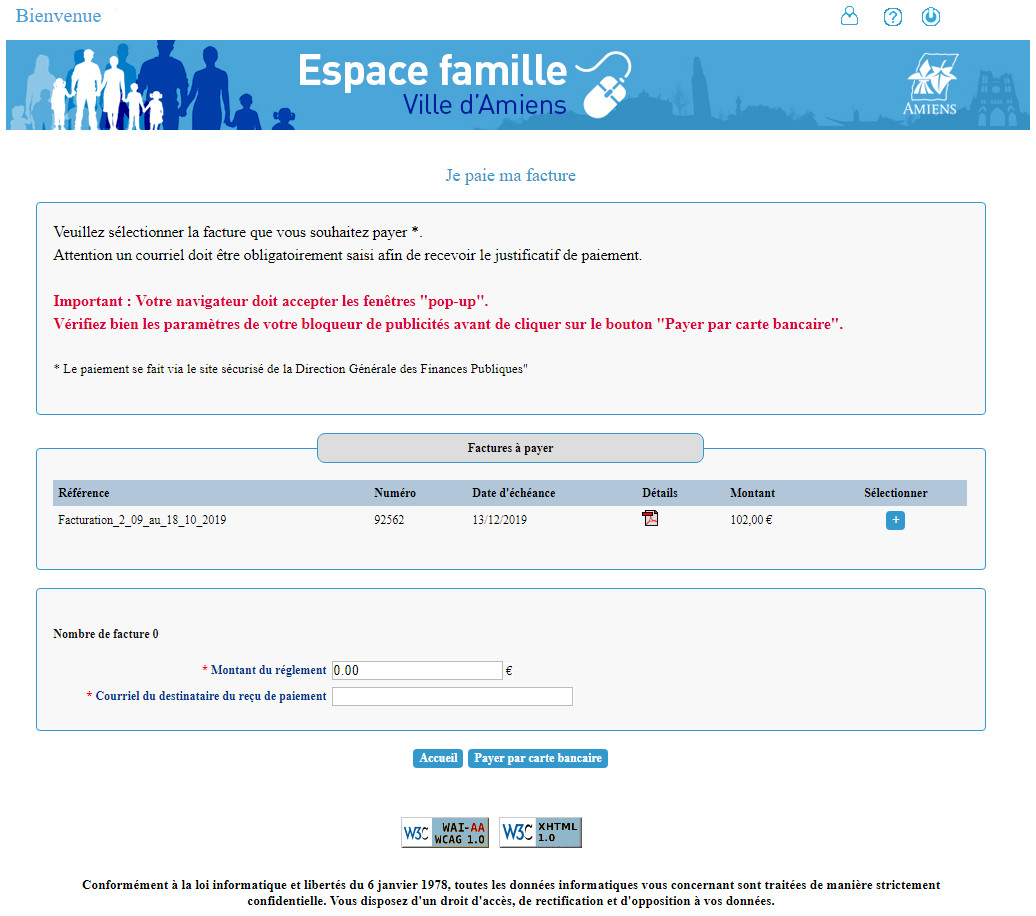 Bienvenue
Espace famille
Ville d'Amiens
AMIENS
Je paie ma facture
Veuillez sélectionner la facture que vous souhaitez payer *.
Attention un courriel doit être obligatoirement saisi afin de recevoir le justificatif de paiement.
Important : Votre navigateur doit accepter les fenêtres "pop-up".
Vérifiez bien les paramètres de votre bloqueur de publicités avant de cliquer sur le bouton "Payer par carte bancaire".
* Le paiement se fait via le site sécurisé de la Direction Générale des Finances Publiques"
Factures à payer
Référence Numéro Date d'échéance Détails Montant Sélectionner
Facturation_2_09_au_18_10_2019 92562 13/12/2019 102,00 € +
Nombre de facture 0
* Montant du réglement 0.00 €
* Courriel du destinataire du reçu de paiement
Accueil Payer par carte bancaire
W3C WAI-AA WCAG 1.0 W3C XHTML 1.0
Conformément à la loi informatique et libertés du 6 janvier 1978, toutes les données informatiques vous concernant sont traitées de manière strictement
confidentielle. Vous disposez d'un droit d'accès, de rectification et d'opposition à vos données.